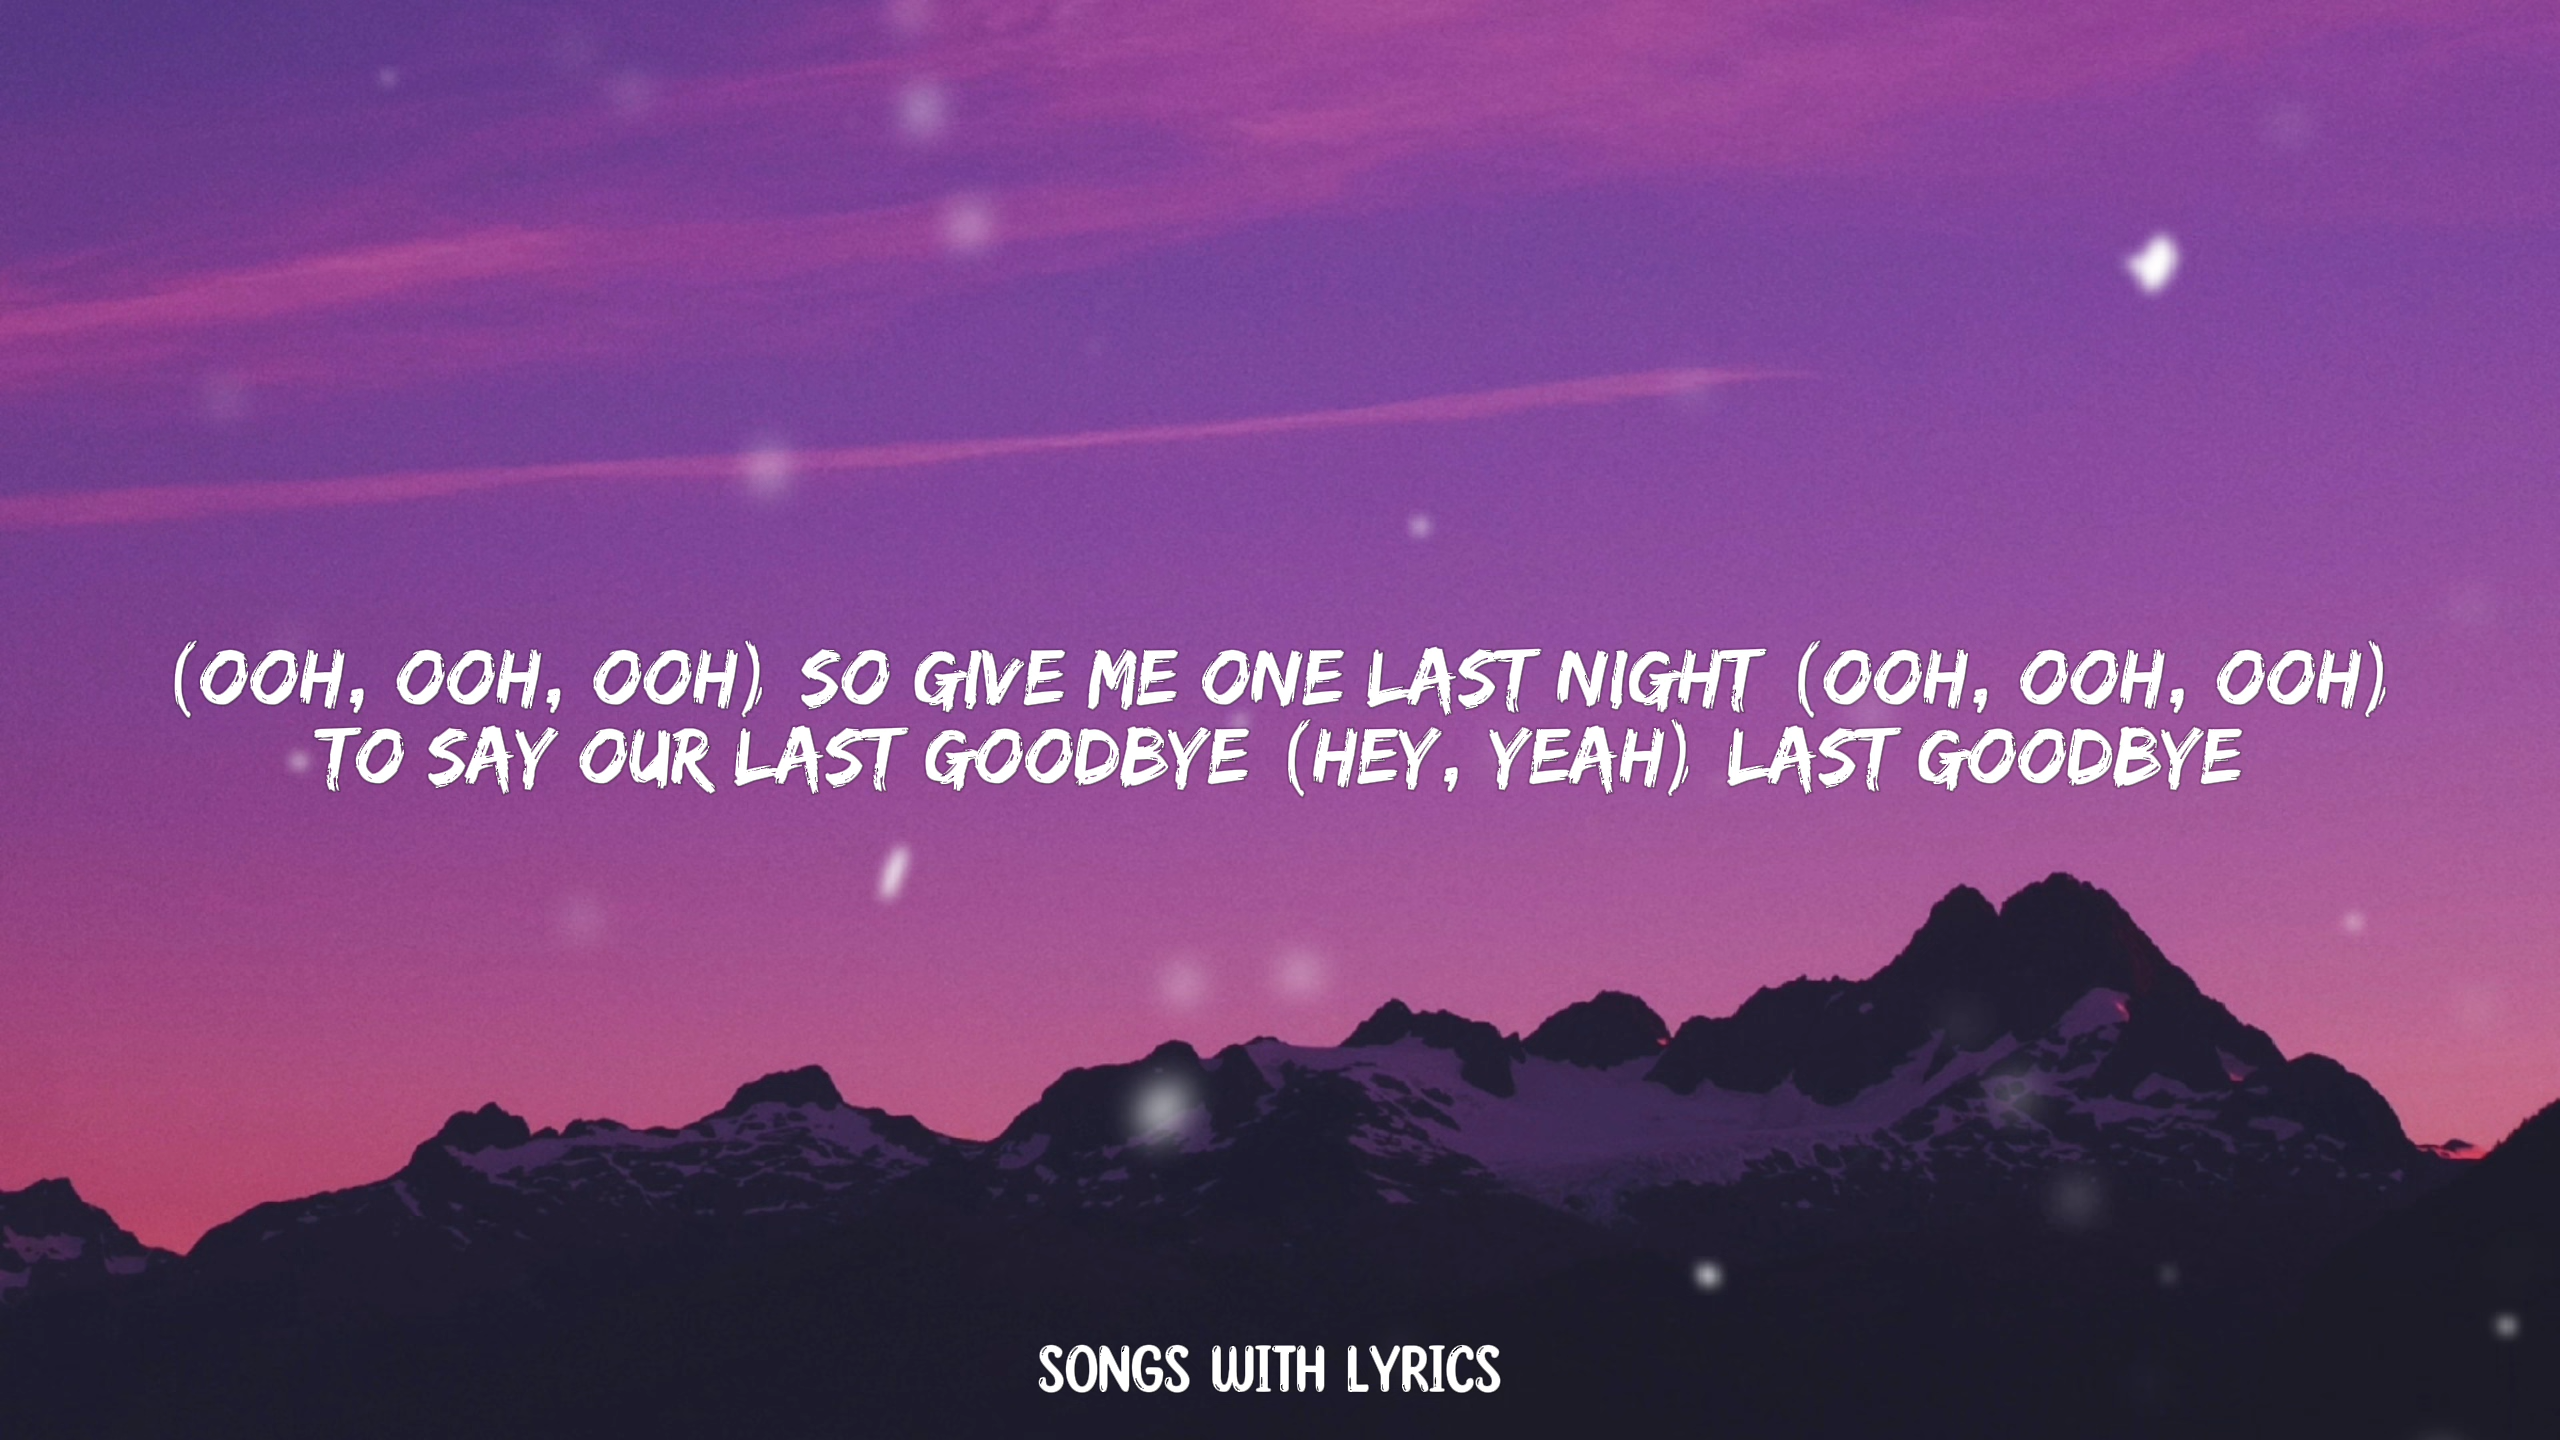 (OOH, OOH, OOH) SO GIVE ME ONE LAST NIGHT (OOH, OOH, OOH)
TO SAY OUR LAST GOODBYE (HEY, YEAH) LAST GOODBYE
SONGS WITH LYRICS